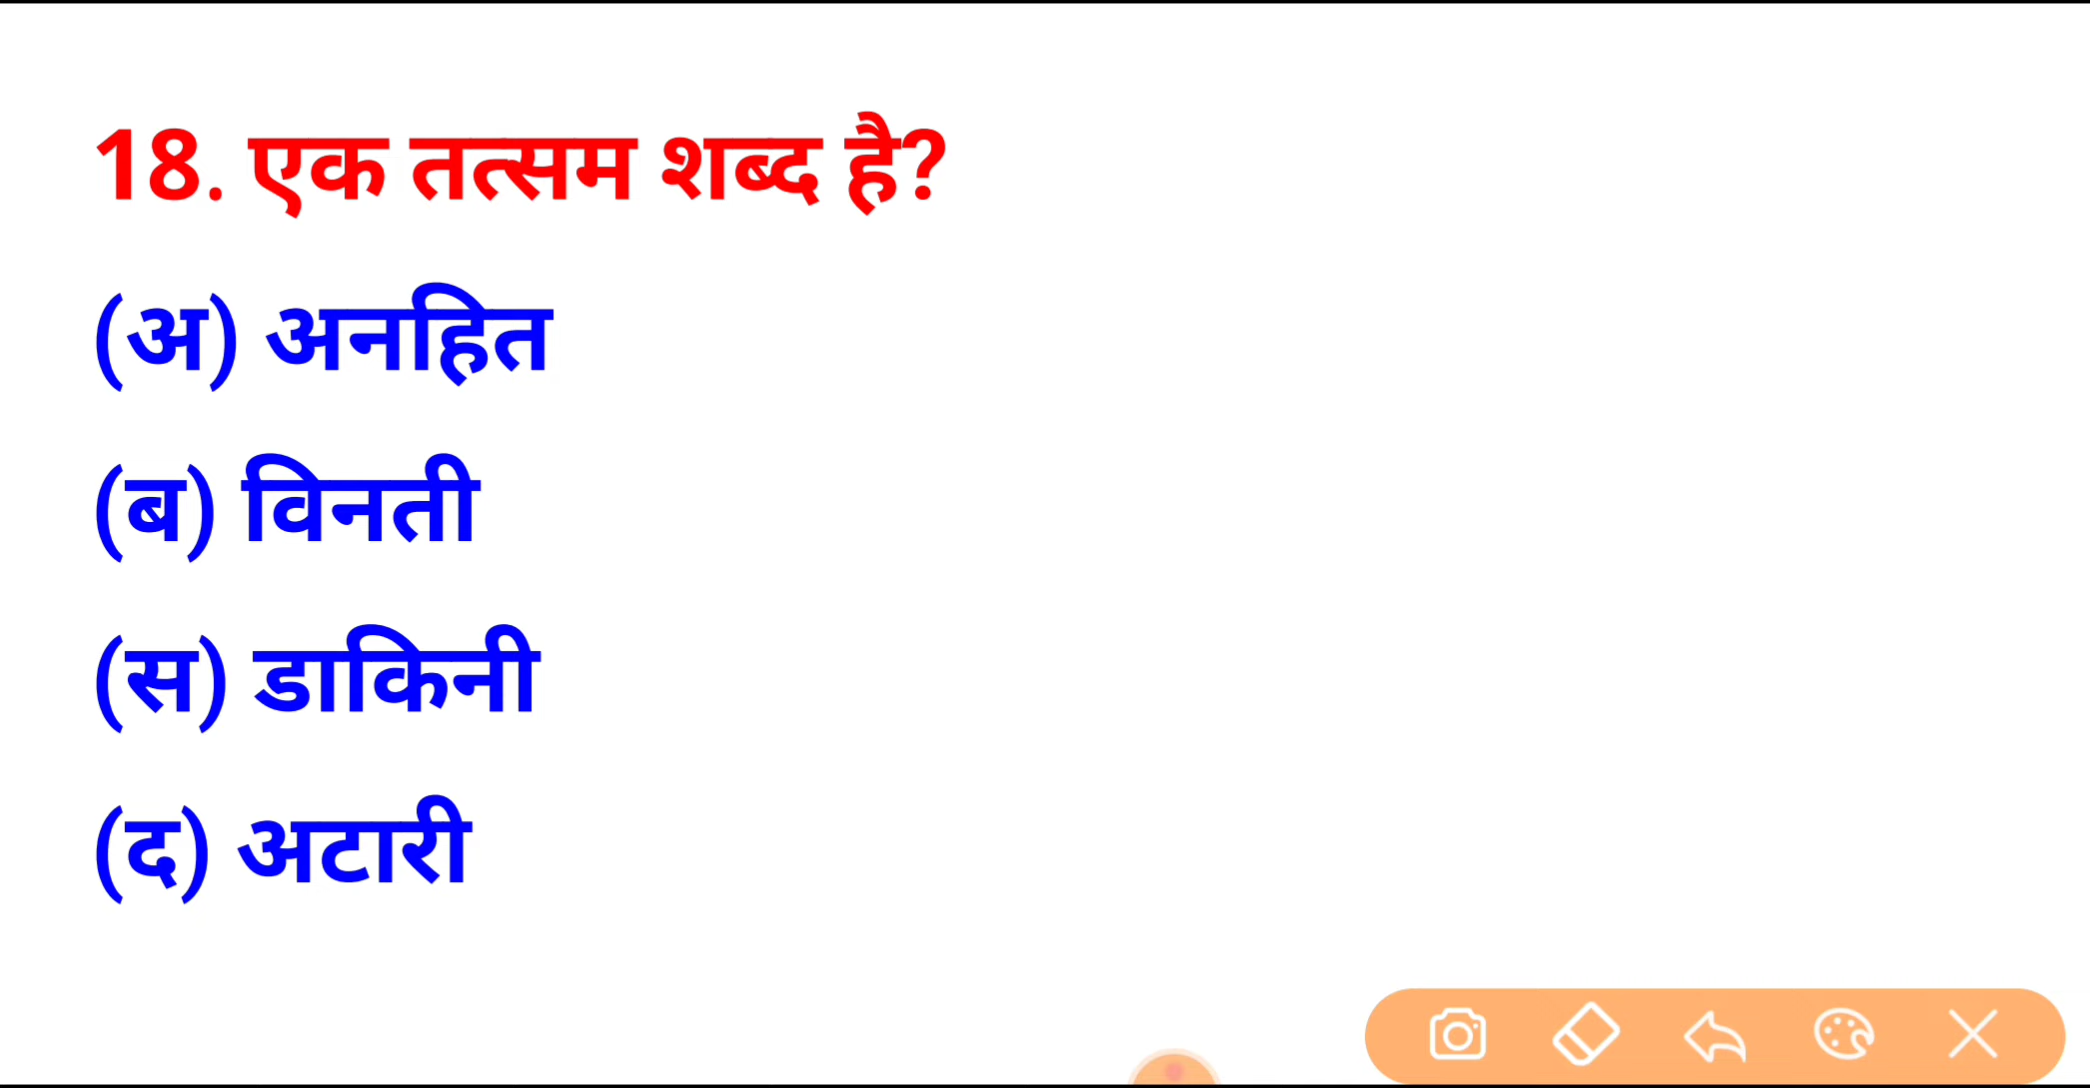 18. एक तत्सम शब्द है?
(अ) अनहित
(ब) विनती
(स) डाकिनी
(द) अटारी